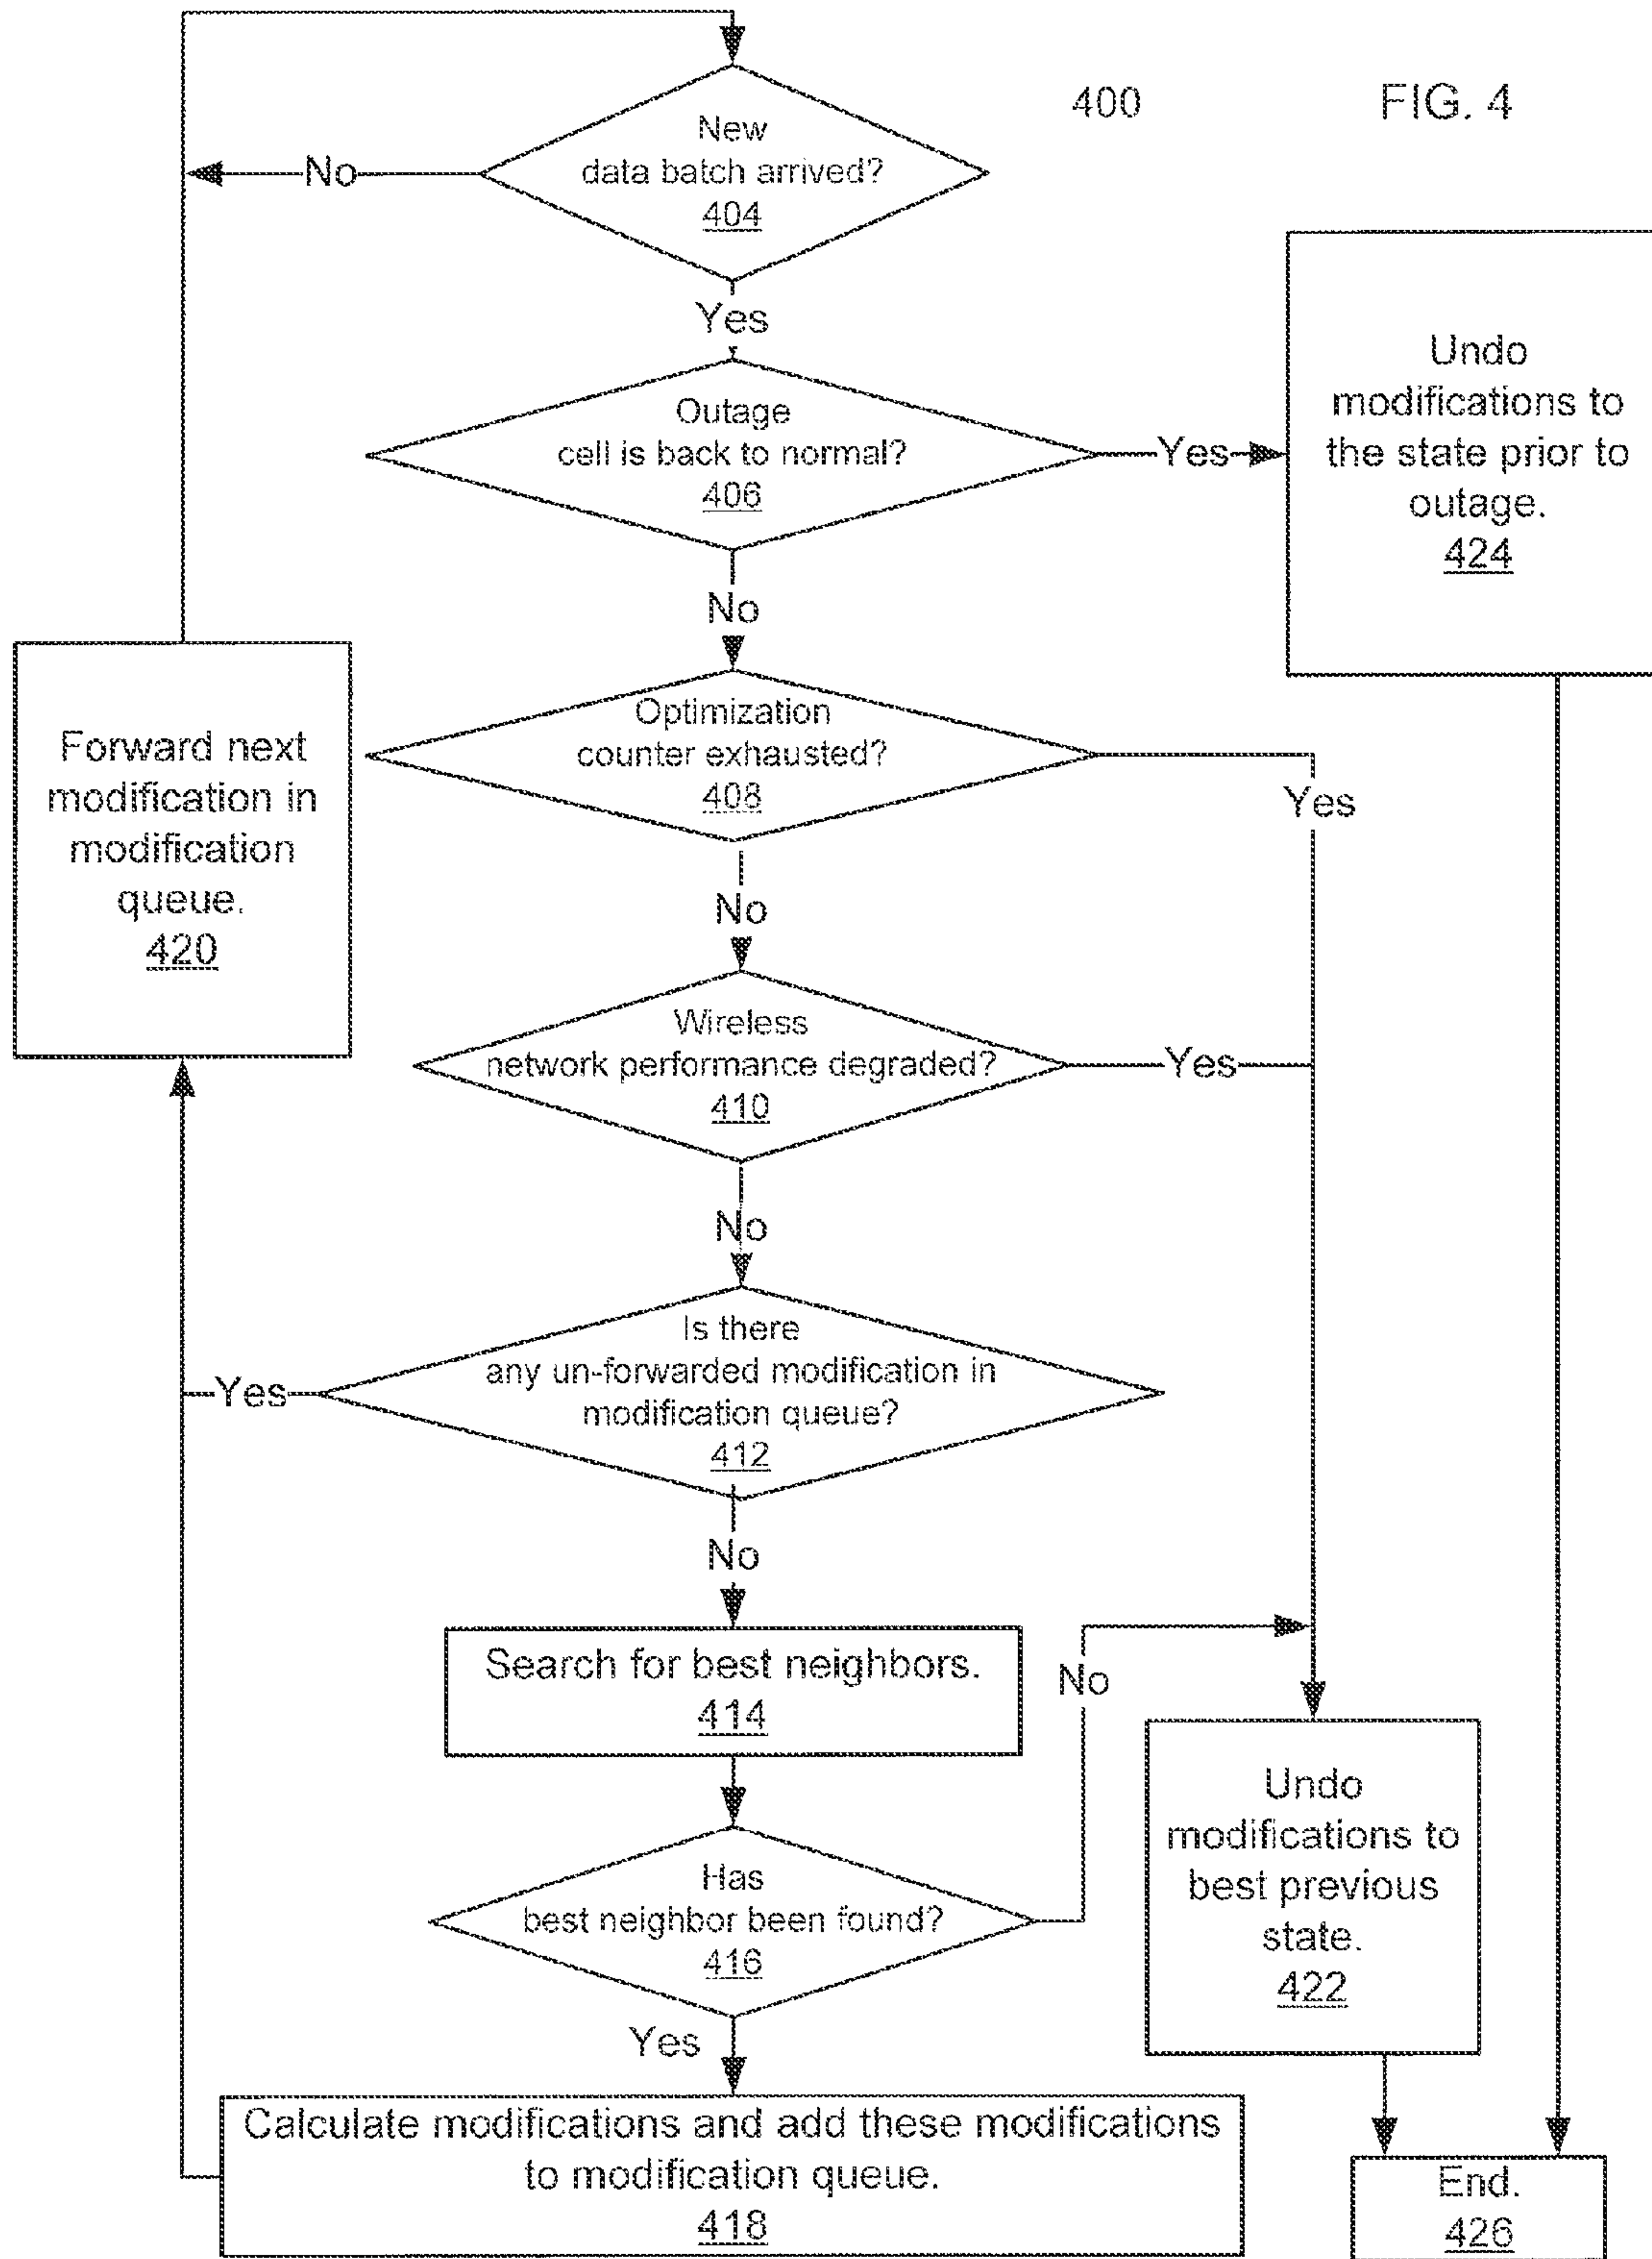 400
FIG. 4
New
data batch arrived?
404
No
Yes
Outage
cell is back to normal?
406
Yes
Undo
modifications to
the state prior to
outage.
424
No
Optimization
counter exhausted?
408
Yes
Forward next
modification in
modification
queue.
420
No
Wireless
network performance degraded?
410
Yes
No
Is there
any un-forwarded modification in
modification queue?
412
Yes
No
Search for best neighbors.
414
No
Has
best neighbor been found?
416
Undo
modifications to
best previous
state.
422
Yes
Calculate modifications and add these modifications
to modification queue.
418
End.
426